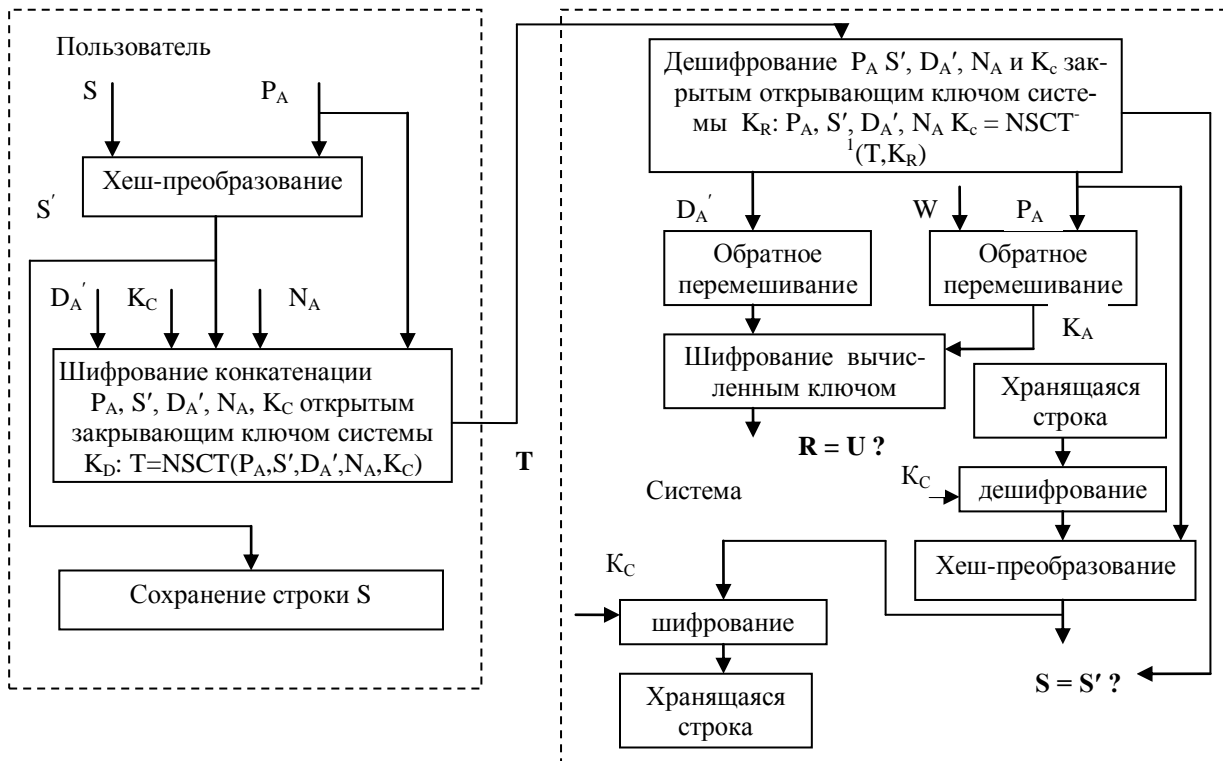 Пользователь
S
P_A
Хеш-преобразование
S′
D_A′
K_C
N_A
Шифрование конкатенации
P_A, S′, D_A′, N_A, K_C открытым
закрывающим ключом системы
K_D: T=NSCT(P_A,S′,D_A′,N_A,K_C)
Сохранение строки S
T
Дешифрование P_A S′, D_A′, N_A и K_c зак-
рытым открывающим ключом систе-
мы K_R: P_A, S′, D_A′, N_A K_c = NSCT^-
^1(T,K_R)
D_A′
W
P_A
Обратное
перемешивание
Обратное
перемешивание
K_A
Шифрование вычис-
ленным ключом
R = U ?
Хранящаяся
строка
Система
K_C
дешифрование
Хеш-преобразование
K_C
шифрование
Хранящаяся
строка
S = S′ ?